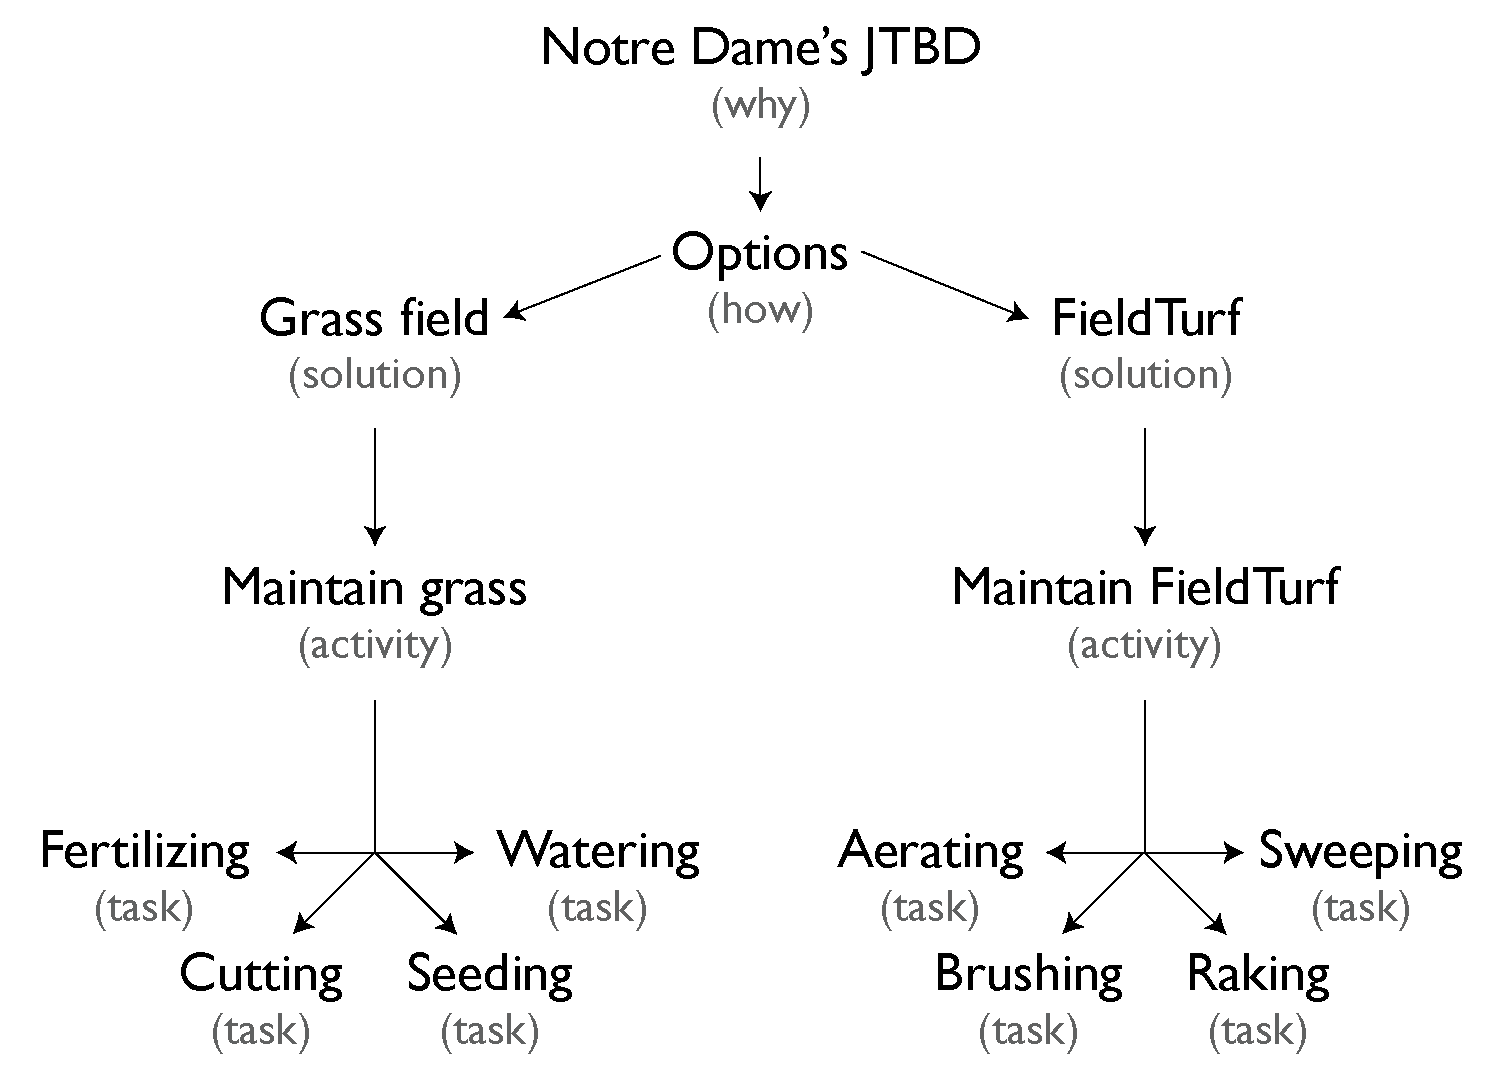 Notre Dame’s JTBD
(why)
Options
(how)
Grass field
(solution)
FieldTurf
(solution)
Maintain grass
(activity)
Maintain FieldTurf
(activity)
Fertilizing
(task)
Watering
(task)
Cutting
(task)
Seeding
(task)
Aerating
(task)
Sweeping
(task)
Brushing
(task)
Raking
(task)